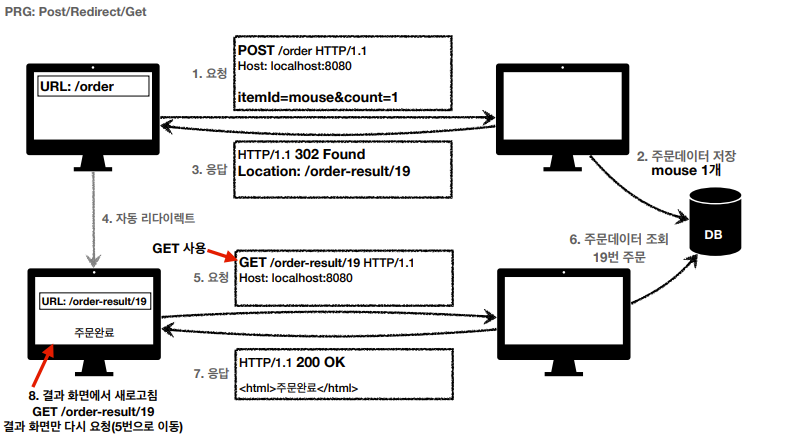 PRG: Post/Redirect/Get
URL: /order
1. 요청
POST /order HTTP/1.1
Host: localhost:8080
itemId=mouse&count=1
3. 응답
HTTP/1.1 302 Found
Location: /order-result/19
2. 주문데이터 저장
mouse 1개
DB
4. 자동 리다이렉트
GET 사용
5. 요청
GET /order-result/19 HTTP/1.1
Host: localhost:8080
6. 주문데이터 조회
19번 주문
URL: /order-result/19
주문완료
7. 응답
HTTP/1.1 200 OK
<html>주문완료</html>
8. 결과 화면에서 새로고침
GET /order-result/19
결과 화면만 다시 요청(5번으로 이동)